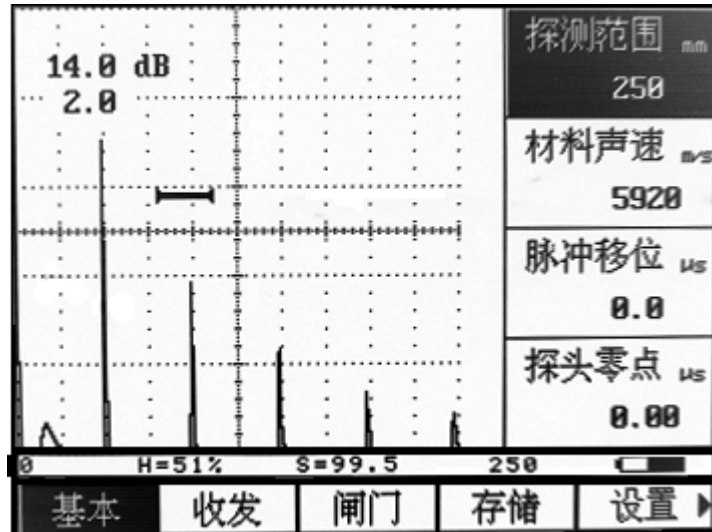 14.0 dB
2.0
探测范围 mm
250
材料声速 m/s
5920
脉冲移位 µs
0.0
探头零点 µs
0.00
0 H=51% S=99.5 250
基本 收发 闸门 存储 设置